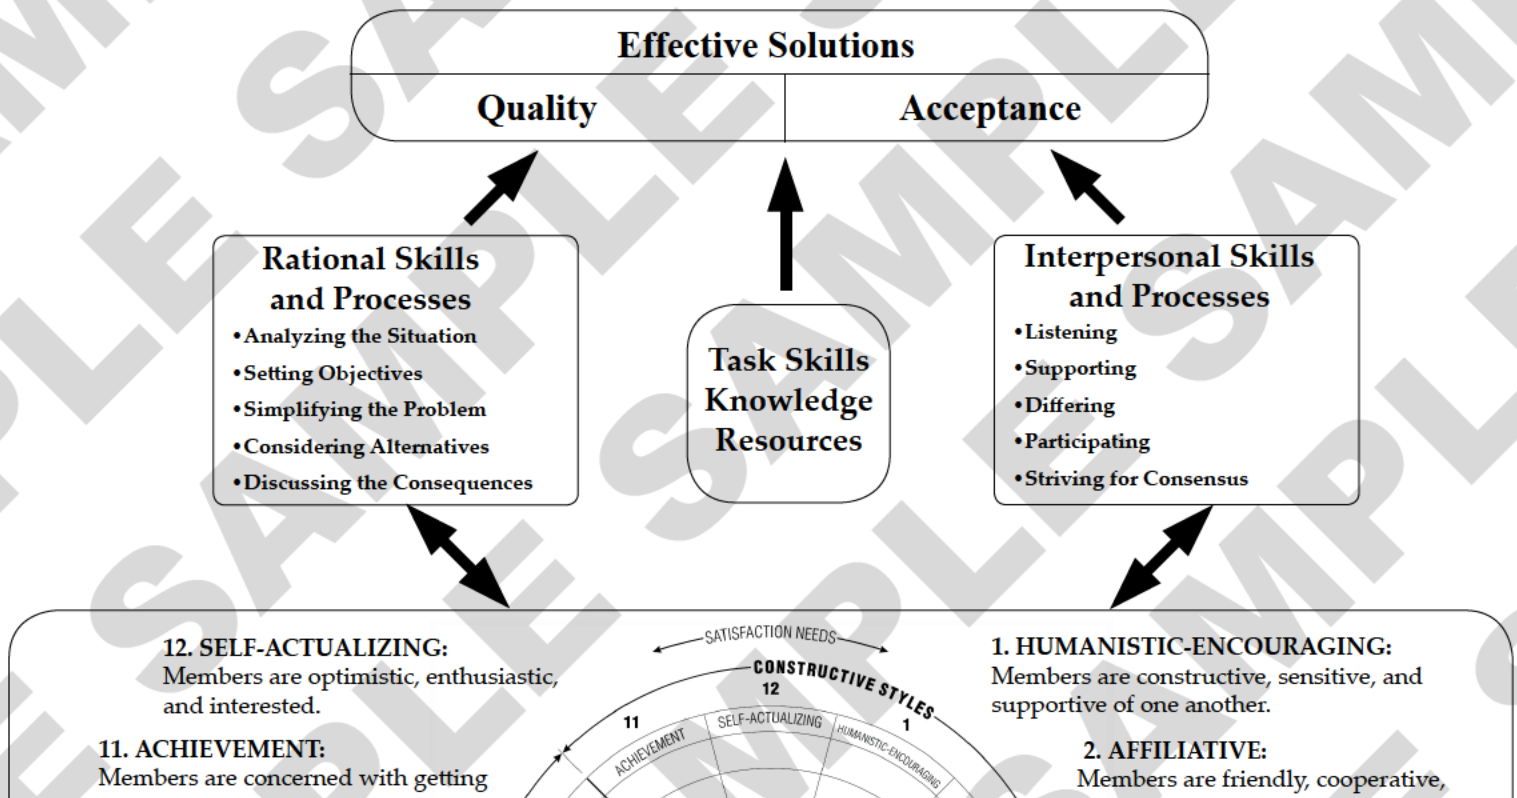 Effective Solutions
Quality
Acceptance
Rational Skills
and Processes
•Analyzing the Situation
•Setting Objectives
•Simplifying the Problem
•Considering Alternatives
•Discussing the Consequences
Task Skills
Knowledge
Resources
Interpersonal Skills
and Processes
•Listening
•Supporting
•Differing
•Participating
•Striving for Consensus
12. SELF-ACTUALIZING:
Members are optimistic, enthusiastic,
and interested.
11. ACHIEVEMENT:
Members are concerned with getting
SATISFACTION NEEDS
CONSTRUCTIVE STYLES
12
11
1
SELF-ACTUALIZING
ACHIEVEMENT
HUMANISTIC-ENCOURAGING
1. HUMANISTIC-ENCOURAGING:
Members are constructive, sensitive, and
supportive of one another.
2. AFFILIATIVE:
Members are friendly, cooperative,
SAMPLE SAMPLE SAMPLE